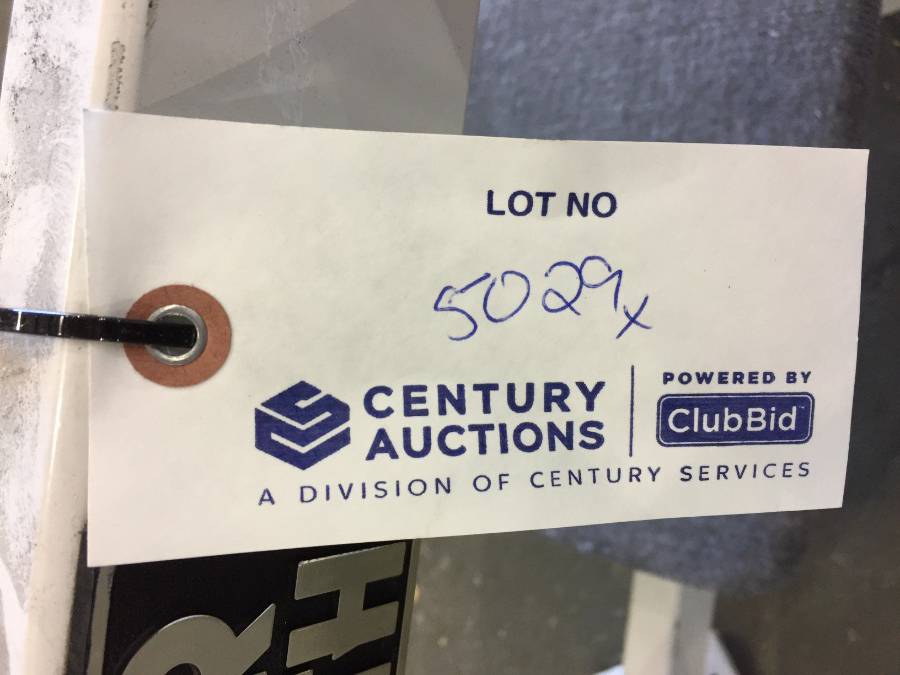 LOT NO
5029x
CENTURY AUCTIONS
POWERED BY
ClubBid
A DIVISION OF CENTURY SERVICES